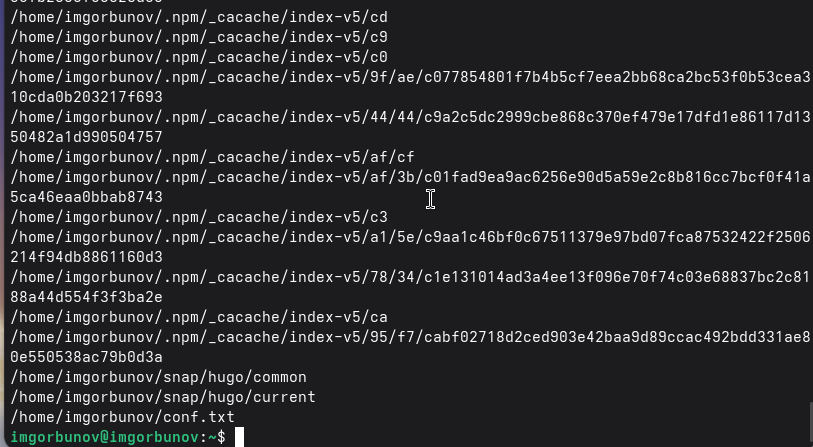 /home/imgorbunov/.npm/_cacache/index-v5/cd
/home/imgorbunov/.npm/_cacache/index-v5/c9
/home/imgorbunov/.npm/_cacache/index-v5/c0
/home/imgorbunov/.npm/_cacache/index-v5/9f/ae/c077854801f7b4b5cf7eea2bb68ca2bc53f0b53cea3
10cda0b203217f693
/home/imgorbunov/.npm/_cacache/index-v5/44/44/c9a2c5dc2999cbe868c370ef479e17dfd1e86117d13
50482a1d990504757
/home/imgorbunov/.npm/_cacache/index-v5/af/cf
/home/imgorbunov/.npm/_cacache/index-v5/af/3b/c01fad9ea9ac6256e90d5a59e2c8b816cc7bcf0f41a
5ca46eaa0bbab8743
/home/imgorbunov/.npm/_cacache/index-v5/c3
/home/imgorbunov/.npm/_cacache/index-v5/a1/5e/c9aa1c46bf0c67511379e97bd07fca87532422f2506
214f94db8861160d3
/home/imgorbunov/.npm/_cacache/index-v5/78/34/c1e131014ad3a4ee13f096e70f74c03e68837bc2c81
88a44d554f3f3ba2e
/home/imgorbunov/.npm/_cacache/index-v5/ca
/home/imgorbunov/.npm/_cacache/index-v5/95/f7/cabf02718d2ced903e42baa9d89ccac492bdd331ae8
0e550538ac79b0d3a
/home/imgorbunov/snap/hugo/common
/home/imgorbunov/snap/hugo/current
/home/imgorbunov/conf.txt
imgorbunov@imgorbunov:~$